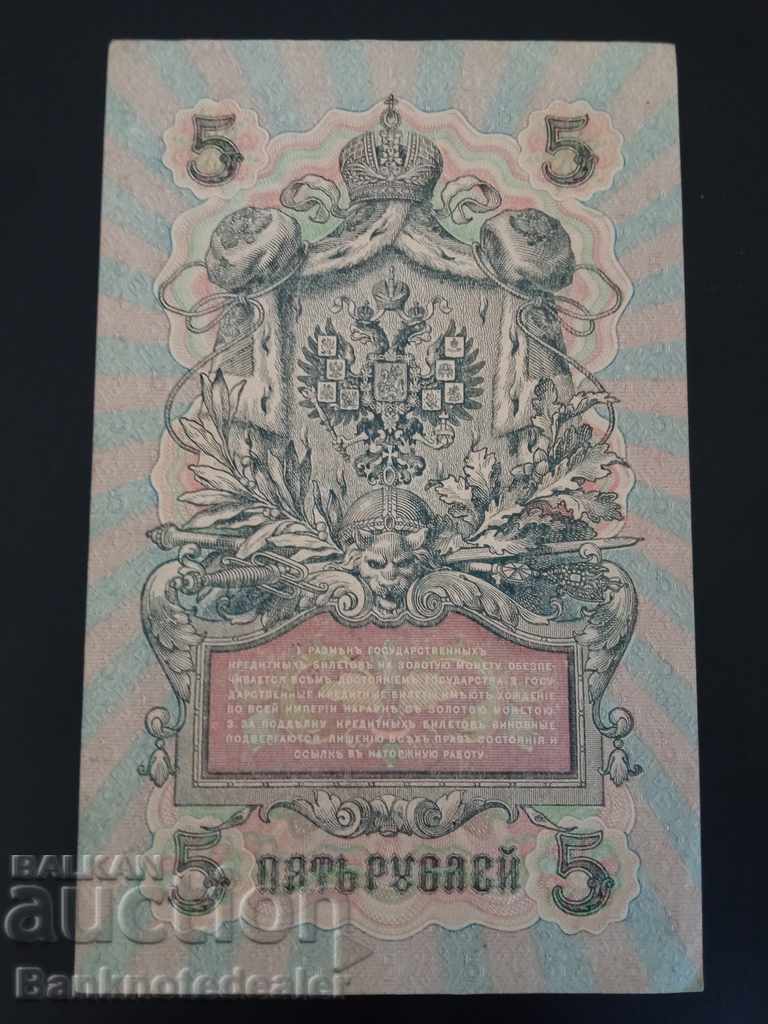 5 5
1. РАЗМѢНЪ ГОСУДАРСТВЕННЫХЪ
КРЕДИТНЫХЪ БИЛЕТОВЪ НА ЗОЛОТУЮ МОНЕТУ ОБЕЗПЕ-
ЧИВАЕТСЯ ВСѢМЪ ДОСТОЯНІЕМЪ ГОСУДАРСТВА. 2. ГОСУ-
ДАРСТВЕННЫЕ КРЕДИТНЫЕ БИЛЕТЫ ИМѢЮТЪ ХОЖДЕНІЕ
ВО ВСЕЙ ИМПЕРІИ НАРАВНѢ СЪ ЗОЛОТОЮ МОНЕТОЮ.
3. ЗА ПОДДѢЛКУ КРЕДИТНЫХЪ БИЛЕТОВЪ ВИНОВНЫЕ
ПОДВЕРГАЮТСЯ ЛИШЕНІЮ ВСѢХЪ ПРАВЪ СОСТОЯНІЯ И
ССЫЛКѢ ВЪ КАТОРЖНУЮ РАБОТУ.
5 ПЯТЬ РУБЛЕЙ 5
BALKAN
auction
Banknotedealer